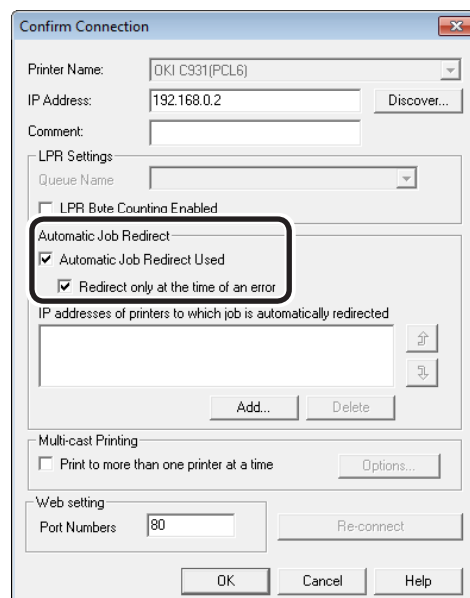 Confirm Connection
Printer Name: OKI C931(PCL6)
IP Address: 192.168.0.2 Discover...
Comment:
LPR Settings
Queue Name
LPR Byte Counting Enabled
Automatic Job Redirect
Automatic Job Redirect Used
Redirect only at the time of an error
IP addresses of printers to which job is automatically redirected
Add... Delete
Multi-cast Printing
Print to more than one printer at a time Options...
Web setting
Port Numbers 80 Re-connect
OK Cancel Help